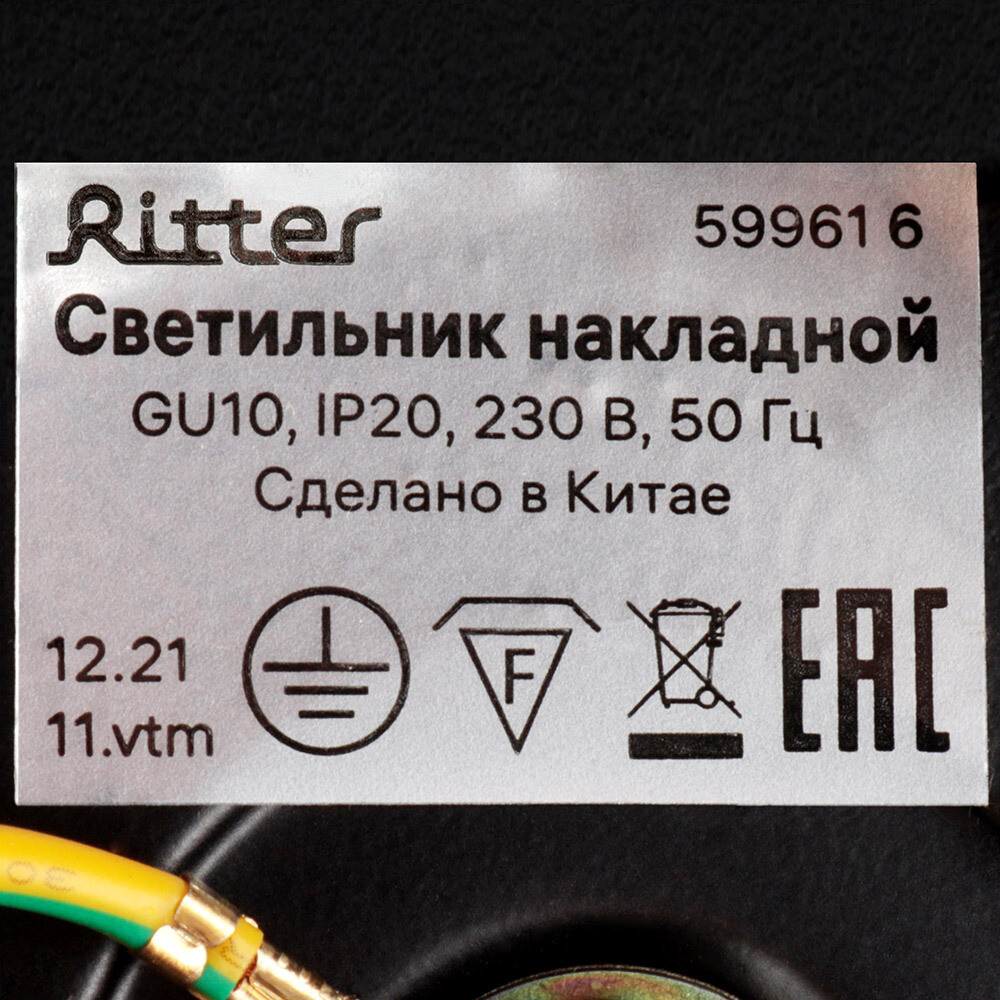 Ritter 59961 6
Светильник накладной
GU10, IP20, 230 В, 50 Гц
Сделано в Китае
F
EAC
12.21
11.vtm